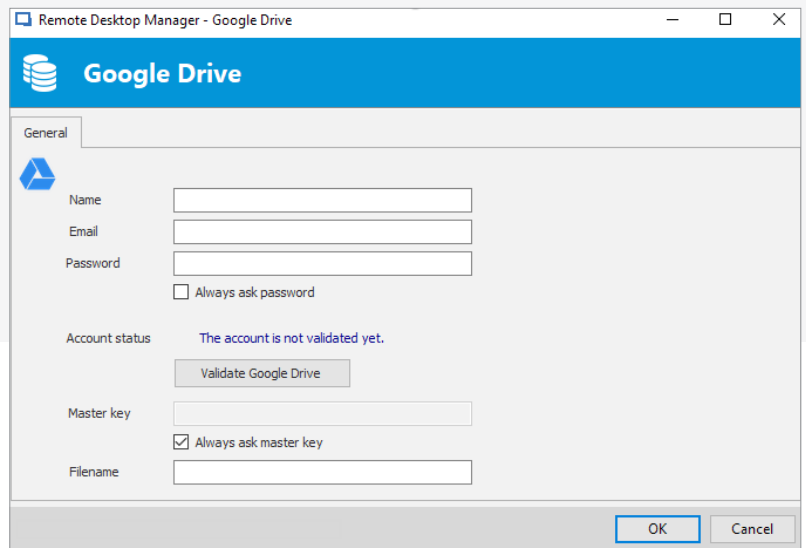 Remote Desktop Manager - Google Drive
Google Drive
General
Name
Email
Password
Always ask password
Account status The account is not validated yet.
Validate Google Drive
Master key
Always ask master key
Filename
OK Cancel